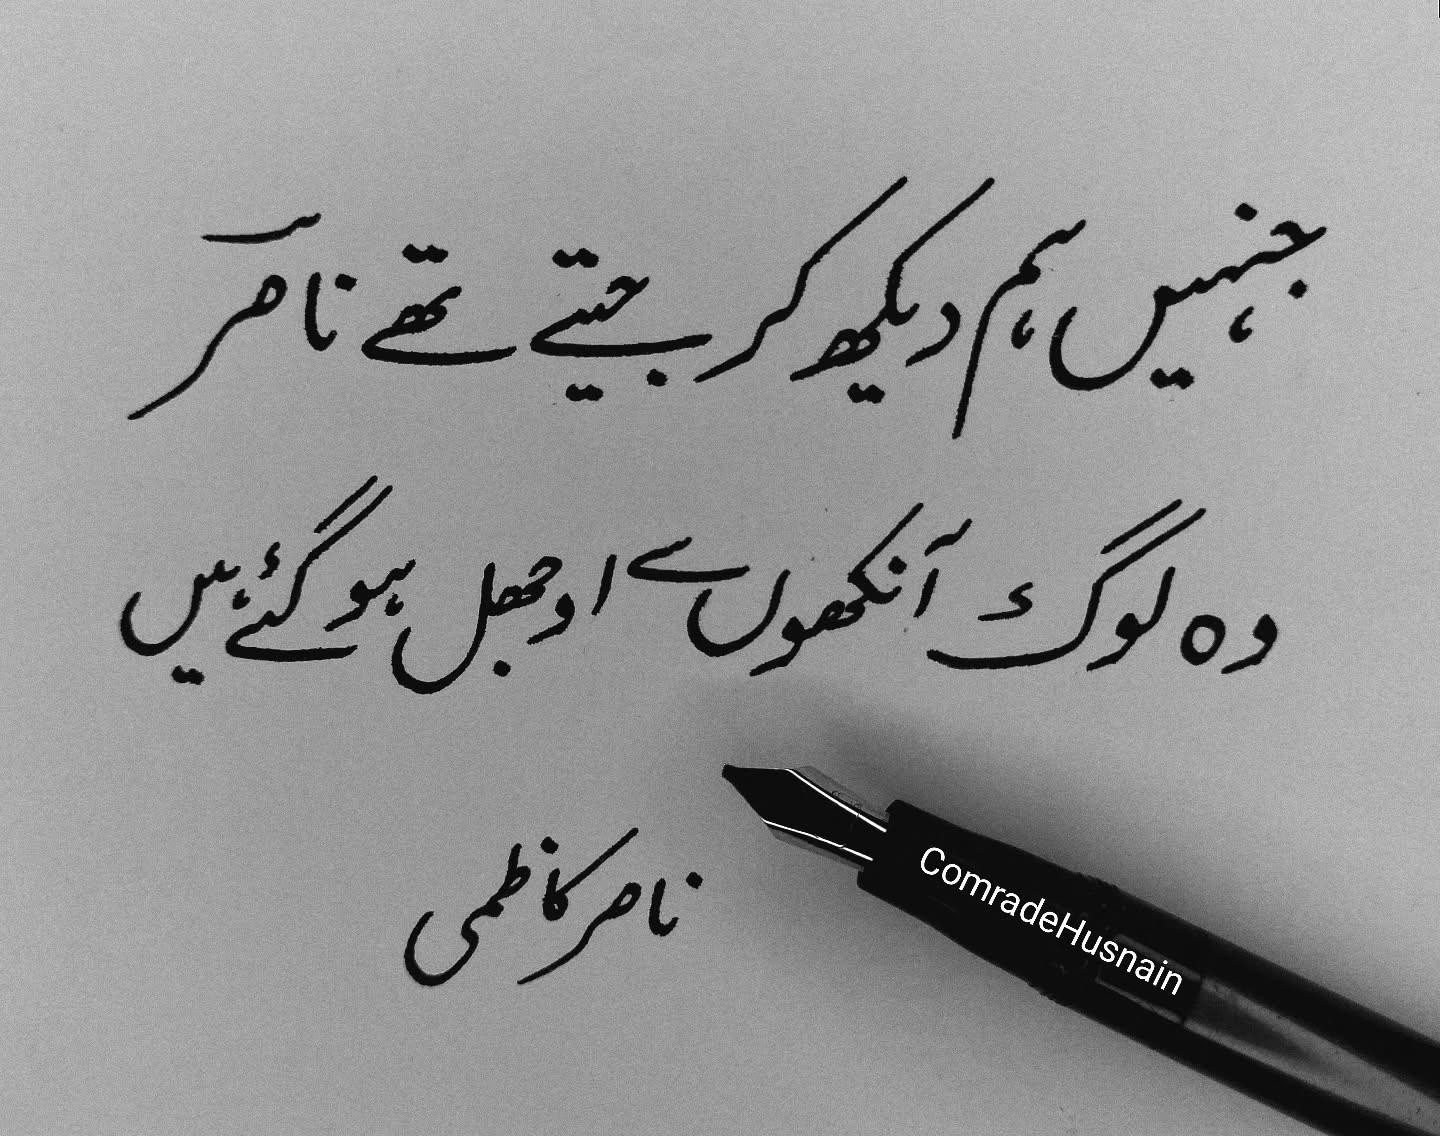 جنہیں ہم دیکھ کر جیتے تھے ناصرؔ
وہ لوگ آنکھوں سے اوجھل ہو گئے ہیں
ناصر کاظمی
ComradeHusnain